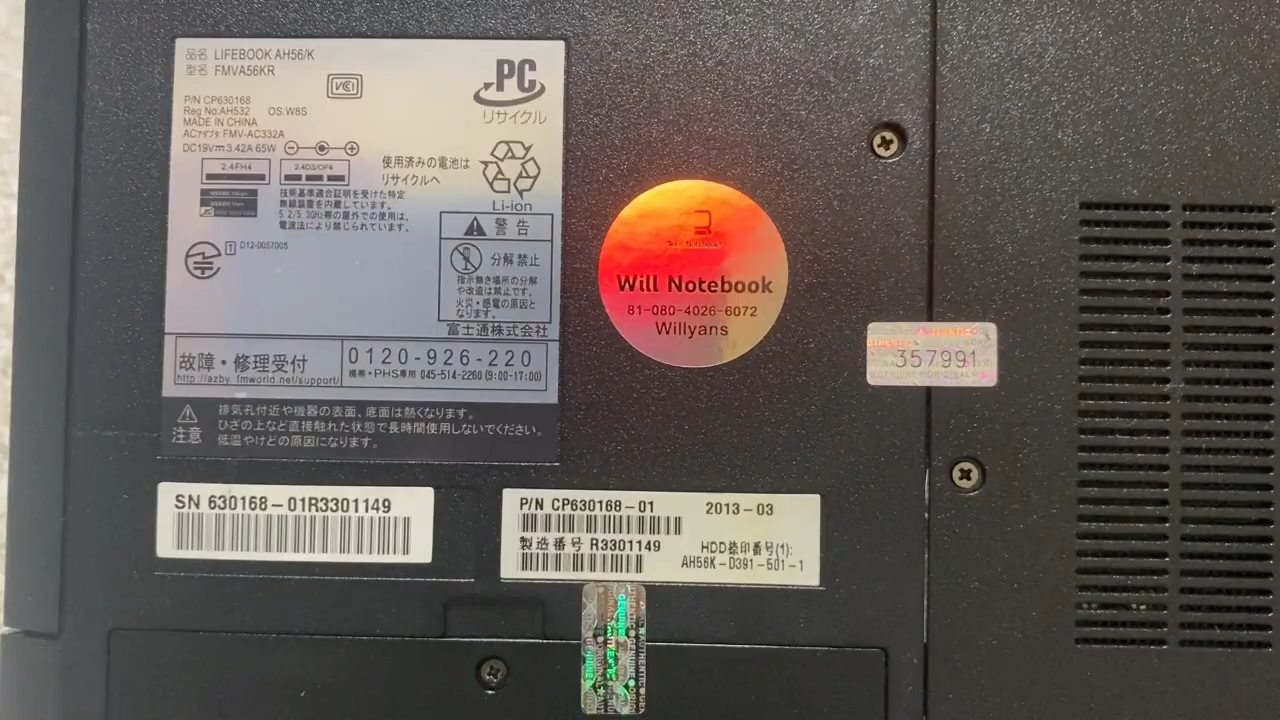 品名 LIFEBOOK AH56/K
型名 FMVA56KR
VCI
P/N CP630168
Reg No:AH532 OS:W8S
MADE IN CHINA
ACアダプタ: FMV-AC332A
DC19V 3.42A 65W
2.4FH4
2.4DS/OF4
PC
リサイクル
使用済みの電池は
リサイクルへ
Li-ion
技術基準適合証明を受けた特定
無線装置を内蔵しています。
5.2/5.3GHz帯の屋外での使用は、
電波法により禁じられています。
T D12-0057005
警告
分解禁止
指示無き場所の分解
や改造は禁止です。
火災・感電の原因と
なります。
富士通株式会社
故障・修理受付
http://azby.fmworld.net/support/
0120-926-220
携帯・PHS専用 045-514-2260 (9:00-17:00)
注意
排気孔付近や機器の表面、底面は熱くなります。
ひざの上など直接触れた状態で長時間使用しないでください。
低温やけどの原因になります。
Will Notebook
81-080-4026-6072
Willyans
357991
GENUINE ORIGINAL
SN 630168-01R3301149
P/N CP630168-01
2013-03
製造番号 R3301149
HDD捺印番号(1):
AH56K-D391-501-1
AUTHENTIC GENUINE